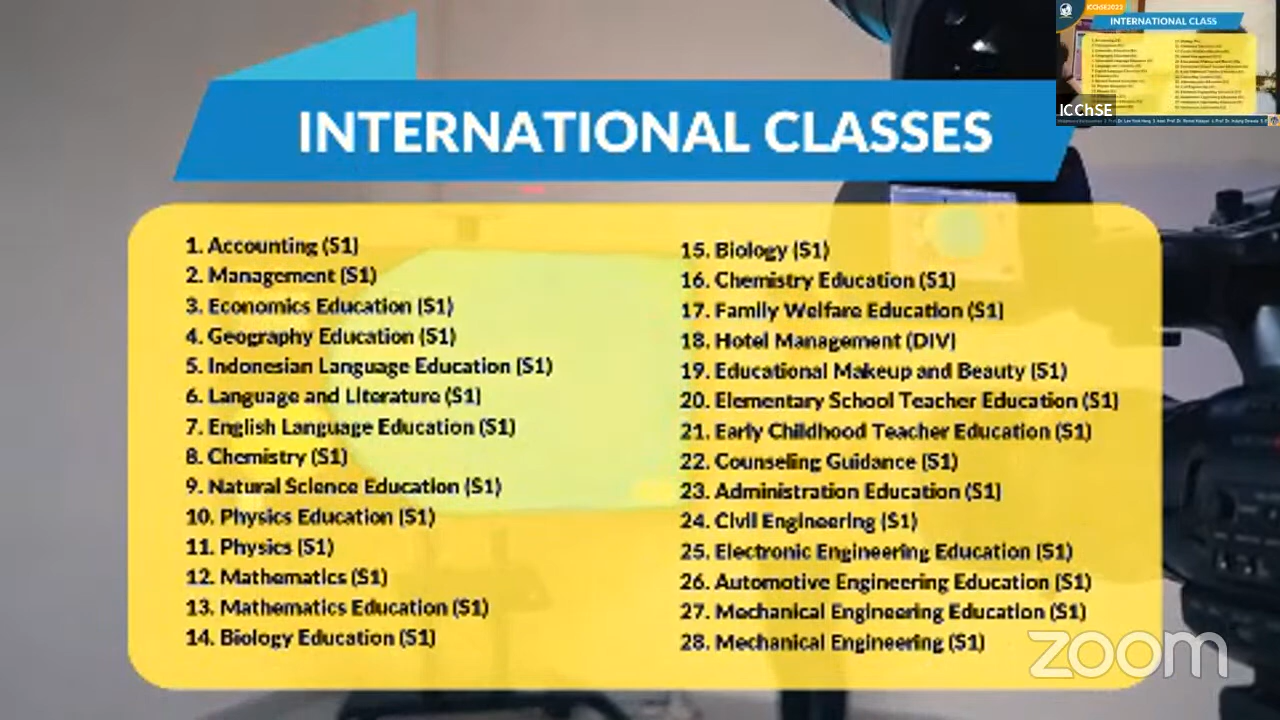 INTERNATIONAL CLASSES
1. Accounting (S1)
2. Management (S1)
3. Economics Education (S1)
4. Geography Education (S1)
5. Indonesian Language Education (S1)
6. Language and Literature (S1)
7. English Language Education (S1)
8. Chemistry (S1)
9. Natural Science Education (S1)
10. Physics Education (S1)
11. Physics (S1)
12. Mathematics (S1)
13. Mathematics Education (S1)
14. Biology Education (S1)
15. Biology (S1)
16. Chemistry Education (S1)
17. Family Welfare Education (S1)
18. Hotel Management (DIV)
19. Educational Makeup and Beauty (S1)
20. Elementary School Teacher Education (S1)
21. Early Childhood Teacher Education (S1)
22. Counseling Guidance (S1)
23. Administration Education (S1)
24. Civil Engineering (S1)
25. Electronic Engineering Education (S1)
26. Automotive Engineering Education (S1)
27. Mechanical Engineering Education (S1)
28. Mechanical Engineering (S1)
ICChSE2022
INTERNATIONAL CLASS
ICChSE
zoom